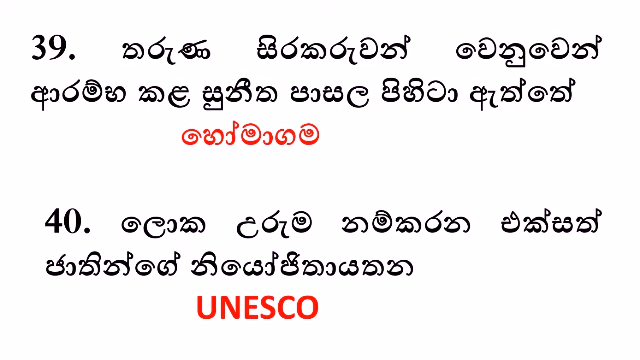 39. තරුණ සිරකරුවන් වෙනුවෙන්
ආරම්භ කළ සුනීත පාසල පිහිටා ඇත්තේ
හෝමාගම
40. ලොක උරුම නම්කරන එක්සත්
ජාතින්ගේ නියෝජිතායතන
UNESCO